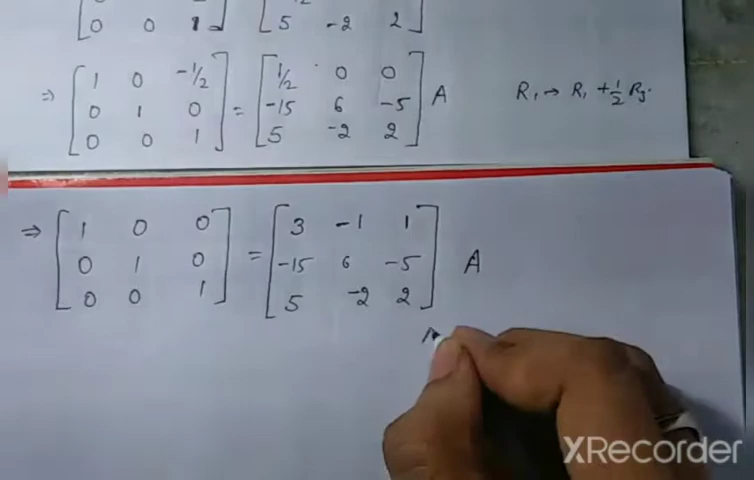 0 0 1 5 -2 2
⇒ [1 0 -1/2] = [1/2 0 0] A R₁ → R₁ + 1/2 R₃.
[0 1 0] [-15 6 -5]
[0 0 1] [5 -2 2]
⇒ [1 0 0] = [3 -1 1] A
[0 1 0] [-15 6 -5]
[0 0 1] [5 -2 2]
XRecorder